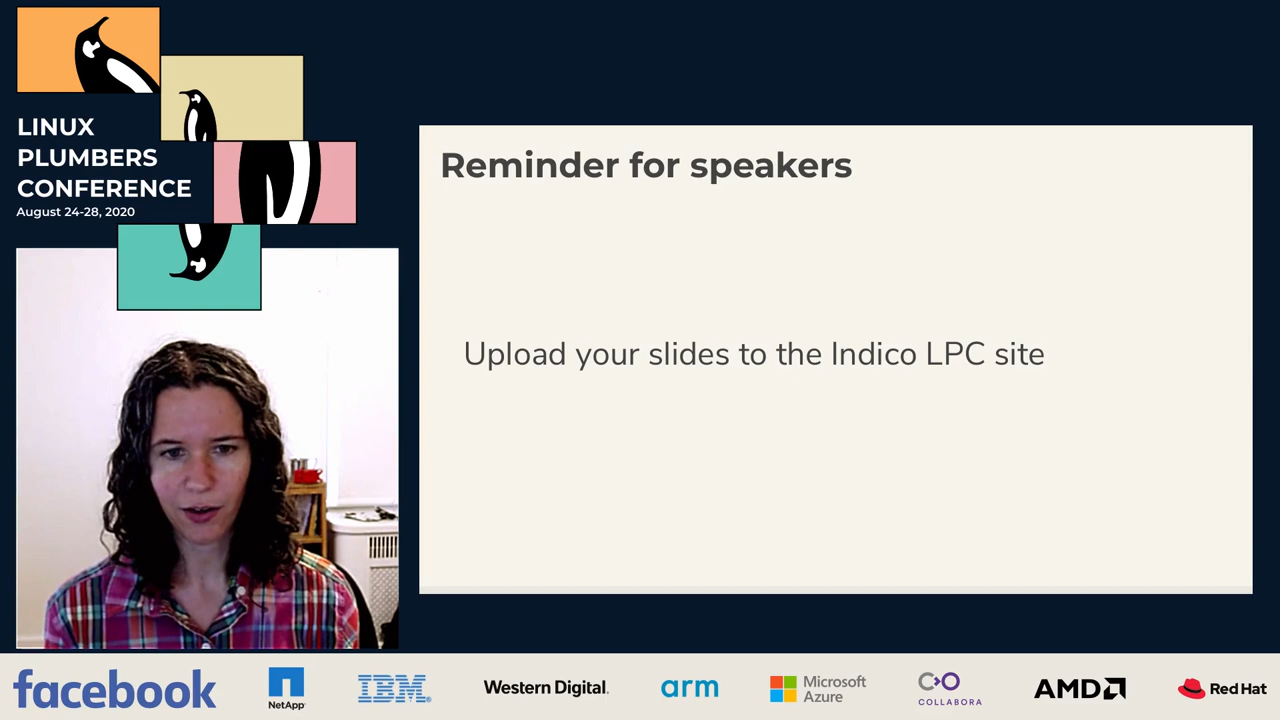 LINUX
PLUMBERS
CONFERENCE
August 24-28, 2020
Reminder for speakers
Upload your slides to the Indico LPC site
facebook
NetApp
IBM
Western Digital.
arm
Microsoft
Azure
COLLABORA
AMD
Red Hat